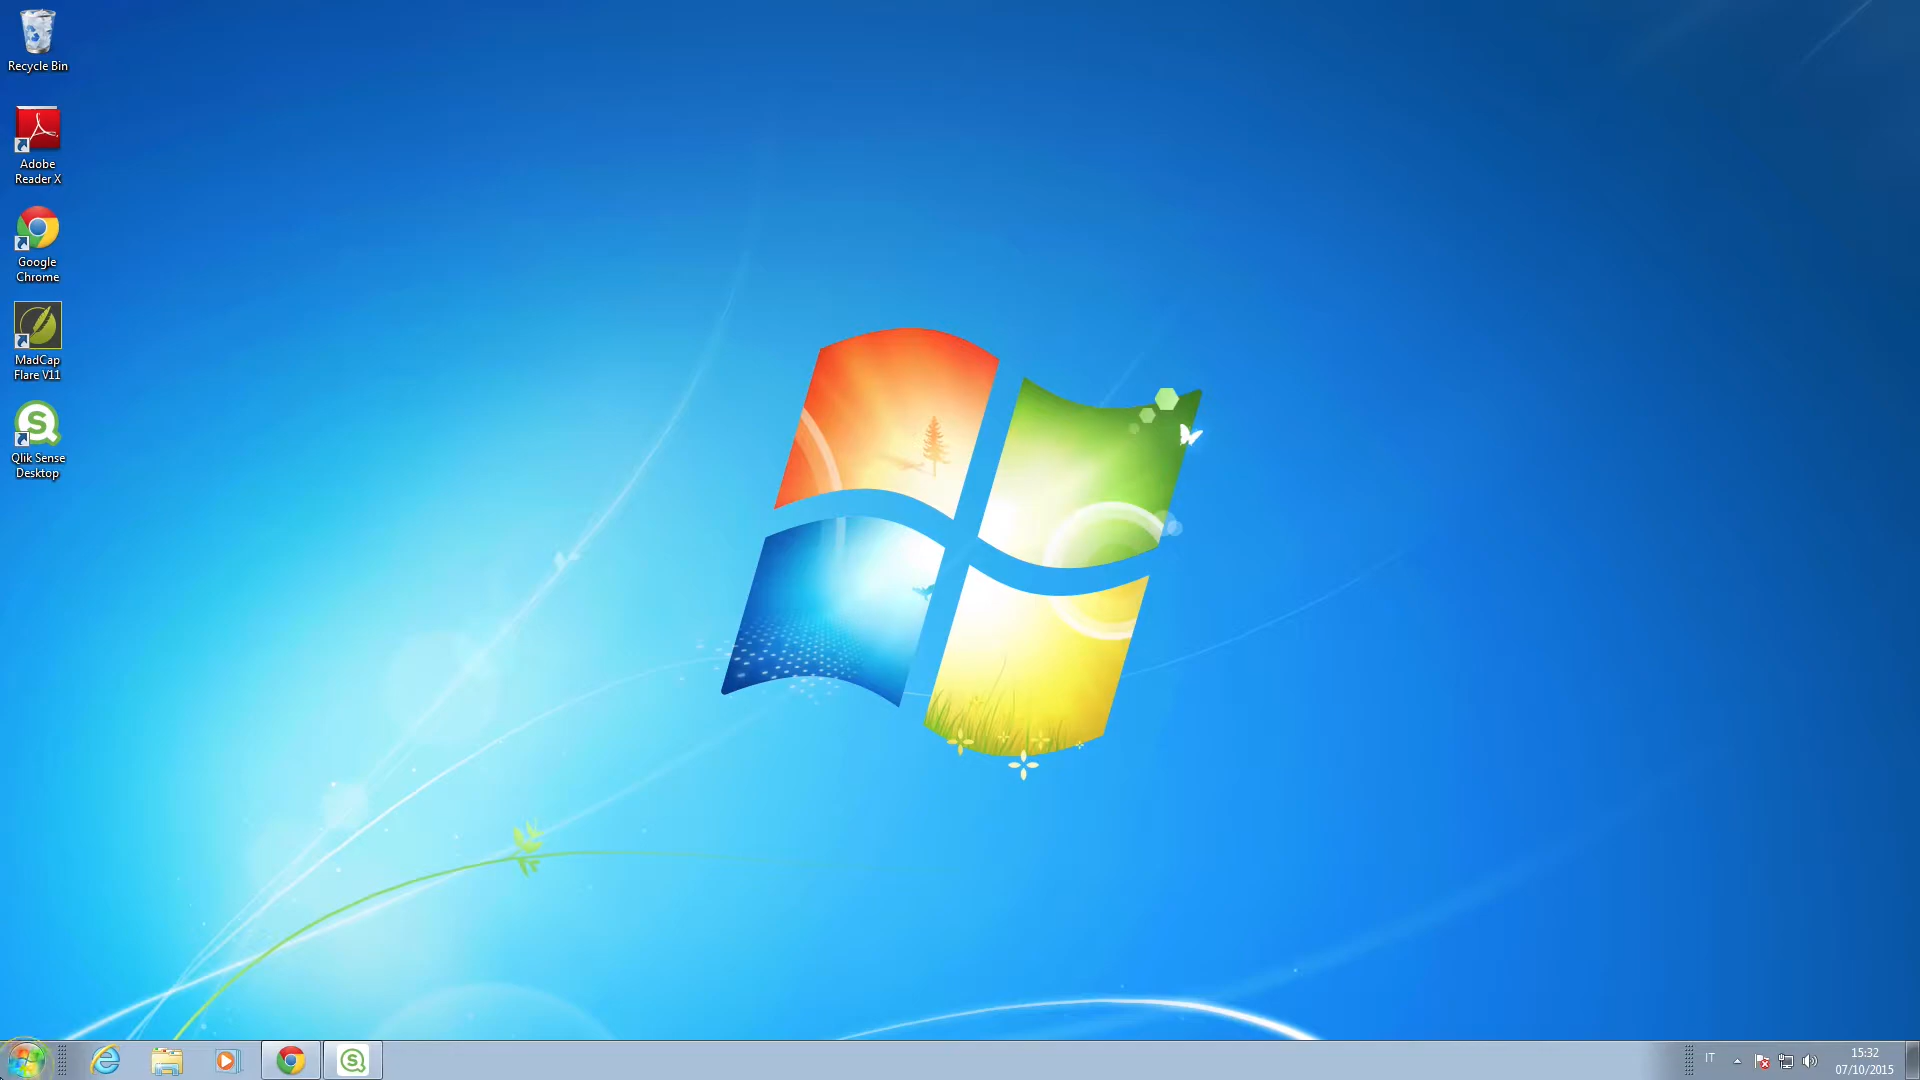 Recycle Bin
Adobe
Reader X
Google
Chrome
MadCap
Flare V11
Qlik Sense
Desktop
IT
15:32
07/10/2015